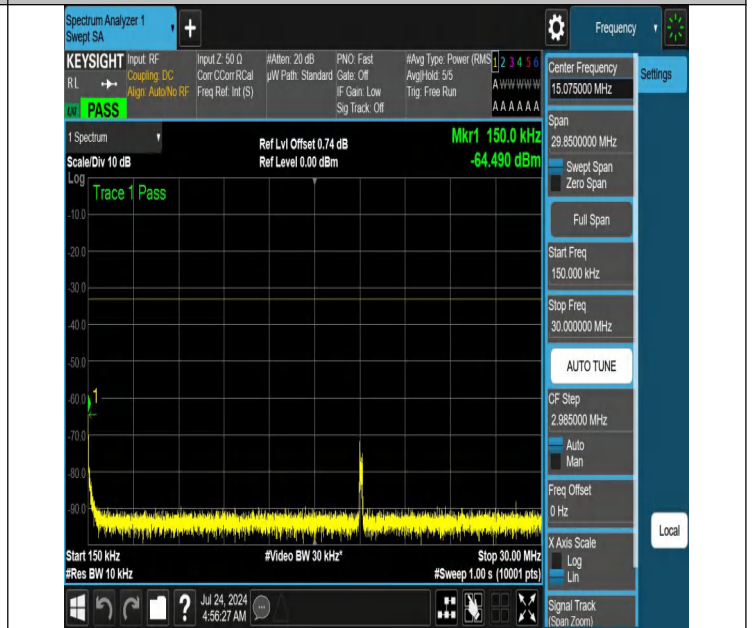 Spectrum Analyzer 1
Swept SA
+
Frequency
KEYSIGHT
RL
PASS
Input: RF
Coupling: DC
Align: Auto/No RF
Input Z: 50 Ω
Corr CCorr RCal
Freq Ref: Int (S)
#Atten: 20 dB
µW Path: Standard
PNO: Fast
Gate: Off
IF Gain: Low
Sig Track: Off
#Avg Type: Power (RMS
Avg|Hold: 5/5
Trig: Free Run
1 2 3 4 5 6
A W W W W W
A A A A A A
1 Spectrum
Scale/Div 10 dB
Ref Lvl Offset 0.74 dB
Ref Level 0.00 dBm
Mkr1 150.0 kHz
-64.490 dBm
Log
Trace 1 Pass
-10.0
-20.0
-30.0
-40.0
-50.0
-60.0
-70.0
-80.0
-90.0
1
Start 150 kHz
#Res BW 10 kHz
#Video BW 30 kHz*
Stop 30.00 MHz
#Sweep 1.00 s (10001 pts)
?
Jul 24, 2024
4:56:27 AM
Center Frequency
15.075000 MHz
Settings
Span
29.8500000 MHz
Swept Span
Zero Span
Full Span
Start Freq
150.000 kHz
Stop Freq
30.000000 MHz
AUTO TUNE
CF Step
2.985000 MHz
Auto
Man
Freq Offset
0 Hz
X Axis Scale
Log
Lin
Signal Track
(Span Zoom)
Local